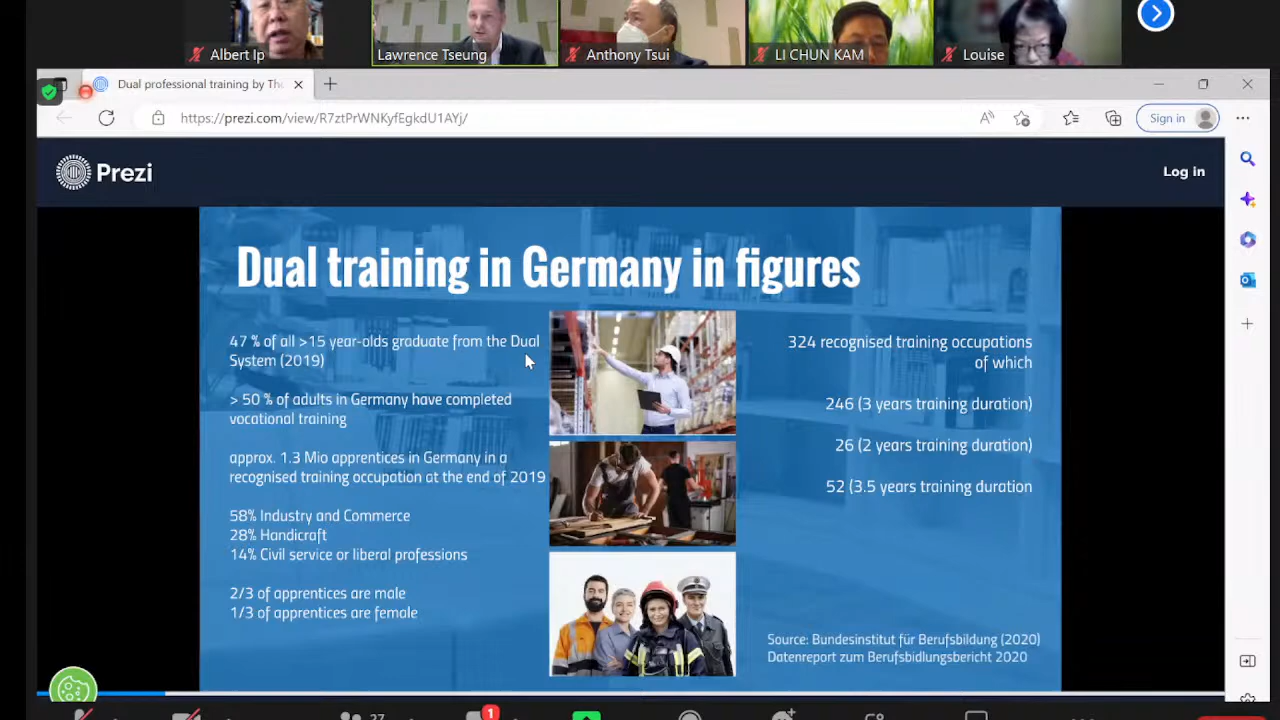 Albert Ip
Lawrence Tseung
Anthony Tsui
LI CHUN KAM
Louise
Dual professional training by The
https://prezi.com/view/R7ztPrWNKyfEgkdU1AYj/
Sign in
Prezi
Log in
Dual training in Germany in figures
47 % of all >15 year-olds graduate from the Dual
System (2019)
> 50 % of adults in Germany have completed
vocational training
approx. 1.3 Mio apprentices in Germany in a
recognised training occupation at the end of 2019
58% Industry and Commerce
28% Handicraft
14% Civil service or liberal professions
2/3 of apprentices are male
1/3 of apprentices are female
324 recognised training occupations
of which
246 (3 years training duration)
26 (2 years training duration)
52 (3.5 years training duration
Source: Bundesinstitut für Berufsbildung (2020)
Datenreport zum Berufsbidlungsbericht 2020
1